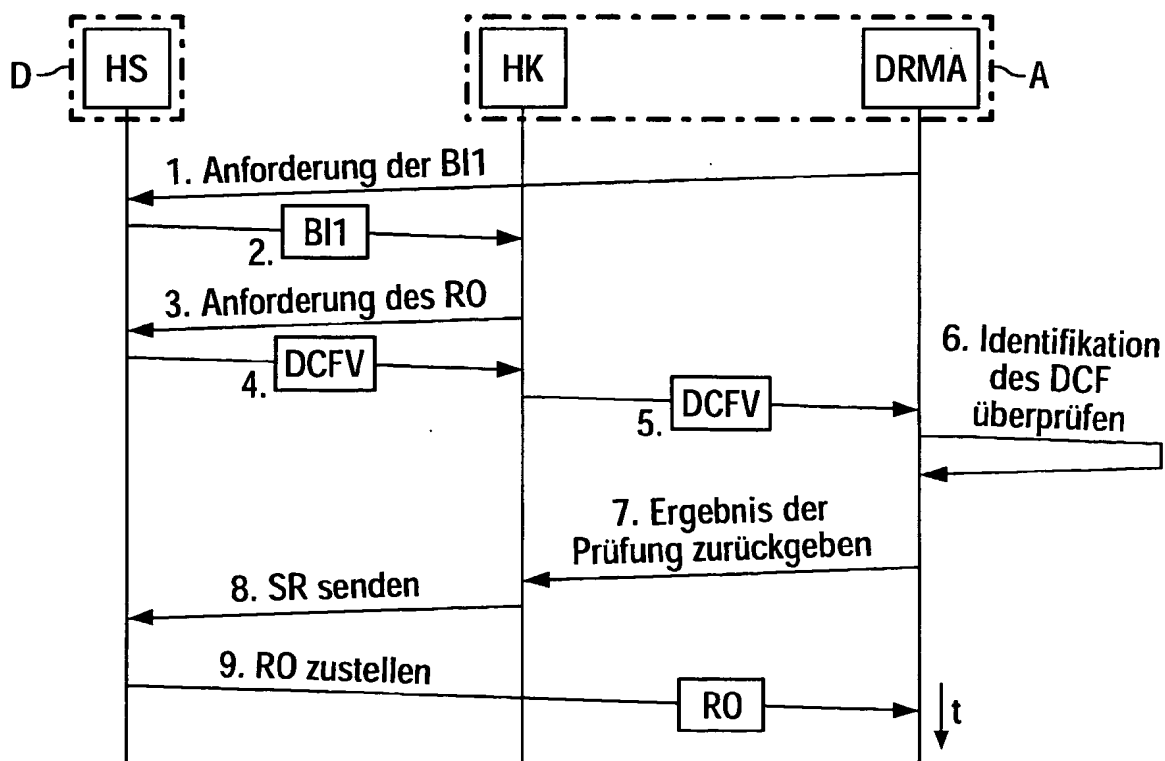 D
HS
HK
DRMA
A
1. Anforderung der BI1
2.
BI1
3. Anforderung des RO
4.
DCFV
5.
DCFV
6. Identifikation
des DCF
überprüfen
7. Ergebnis der
Prüfung zurückgeben
8. SR senden
9. RO zustellen
RO
t